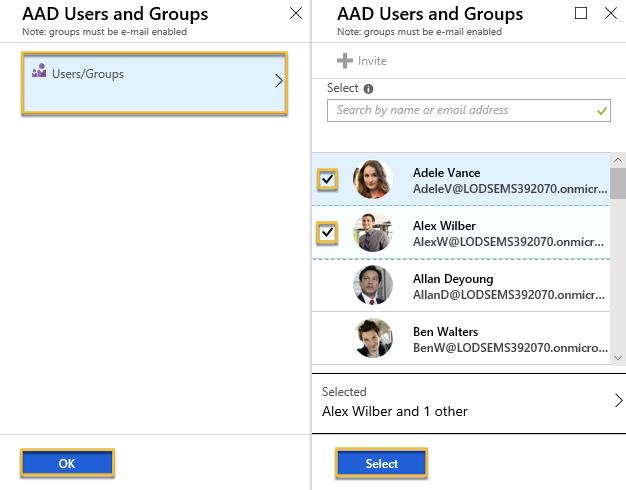 AAD Users and Groups
Note: groups must be e-mail enabled
Users/Groups
OK
AAD Users and Groups
Note: groups must be e-mail enabled
Invite
Select
Search by name or email address
Adele Vance
AdeleV@LODSEMS392070.onmicr...
Alex Wilber
AlexW@LODSEMS392070.onmicr...
Allan Deyoung
AllanD@LODSEMS392070.onmicr...
Ben Walters
BenW@LODSEMS392070.onmicro...
Selected
Alex Wilber and 1 other
Select